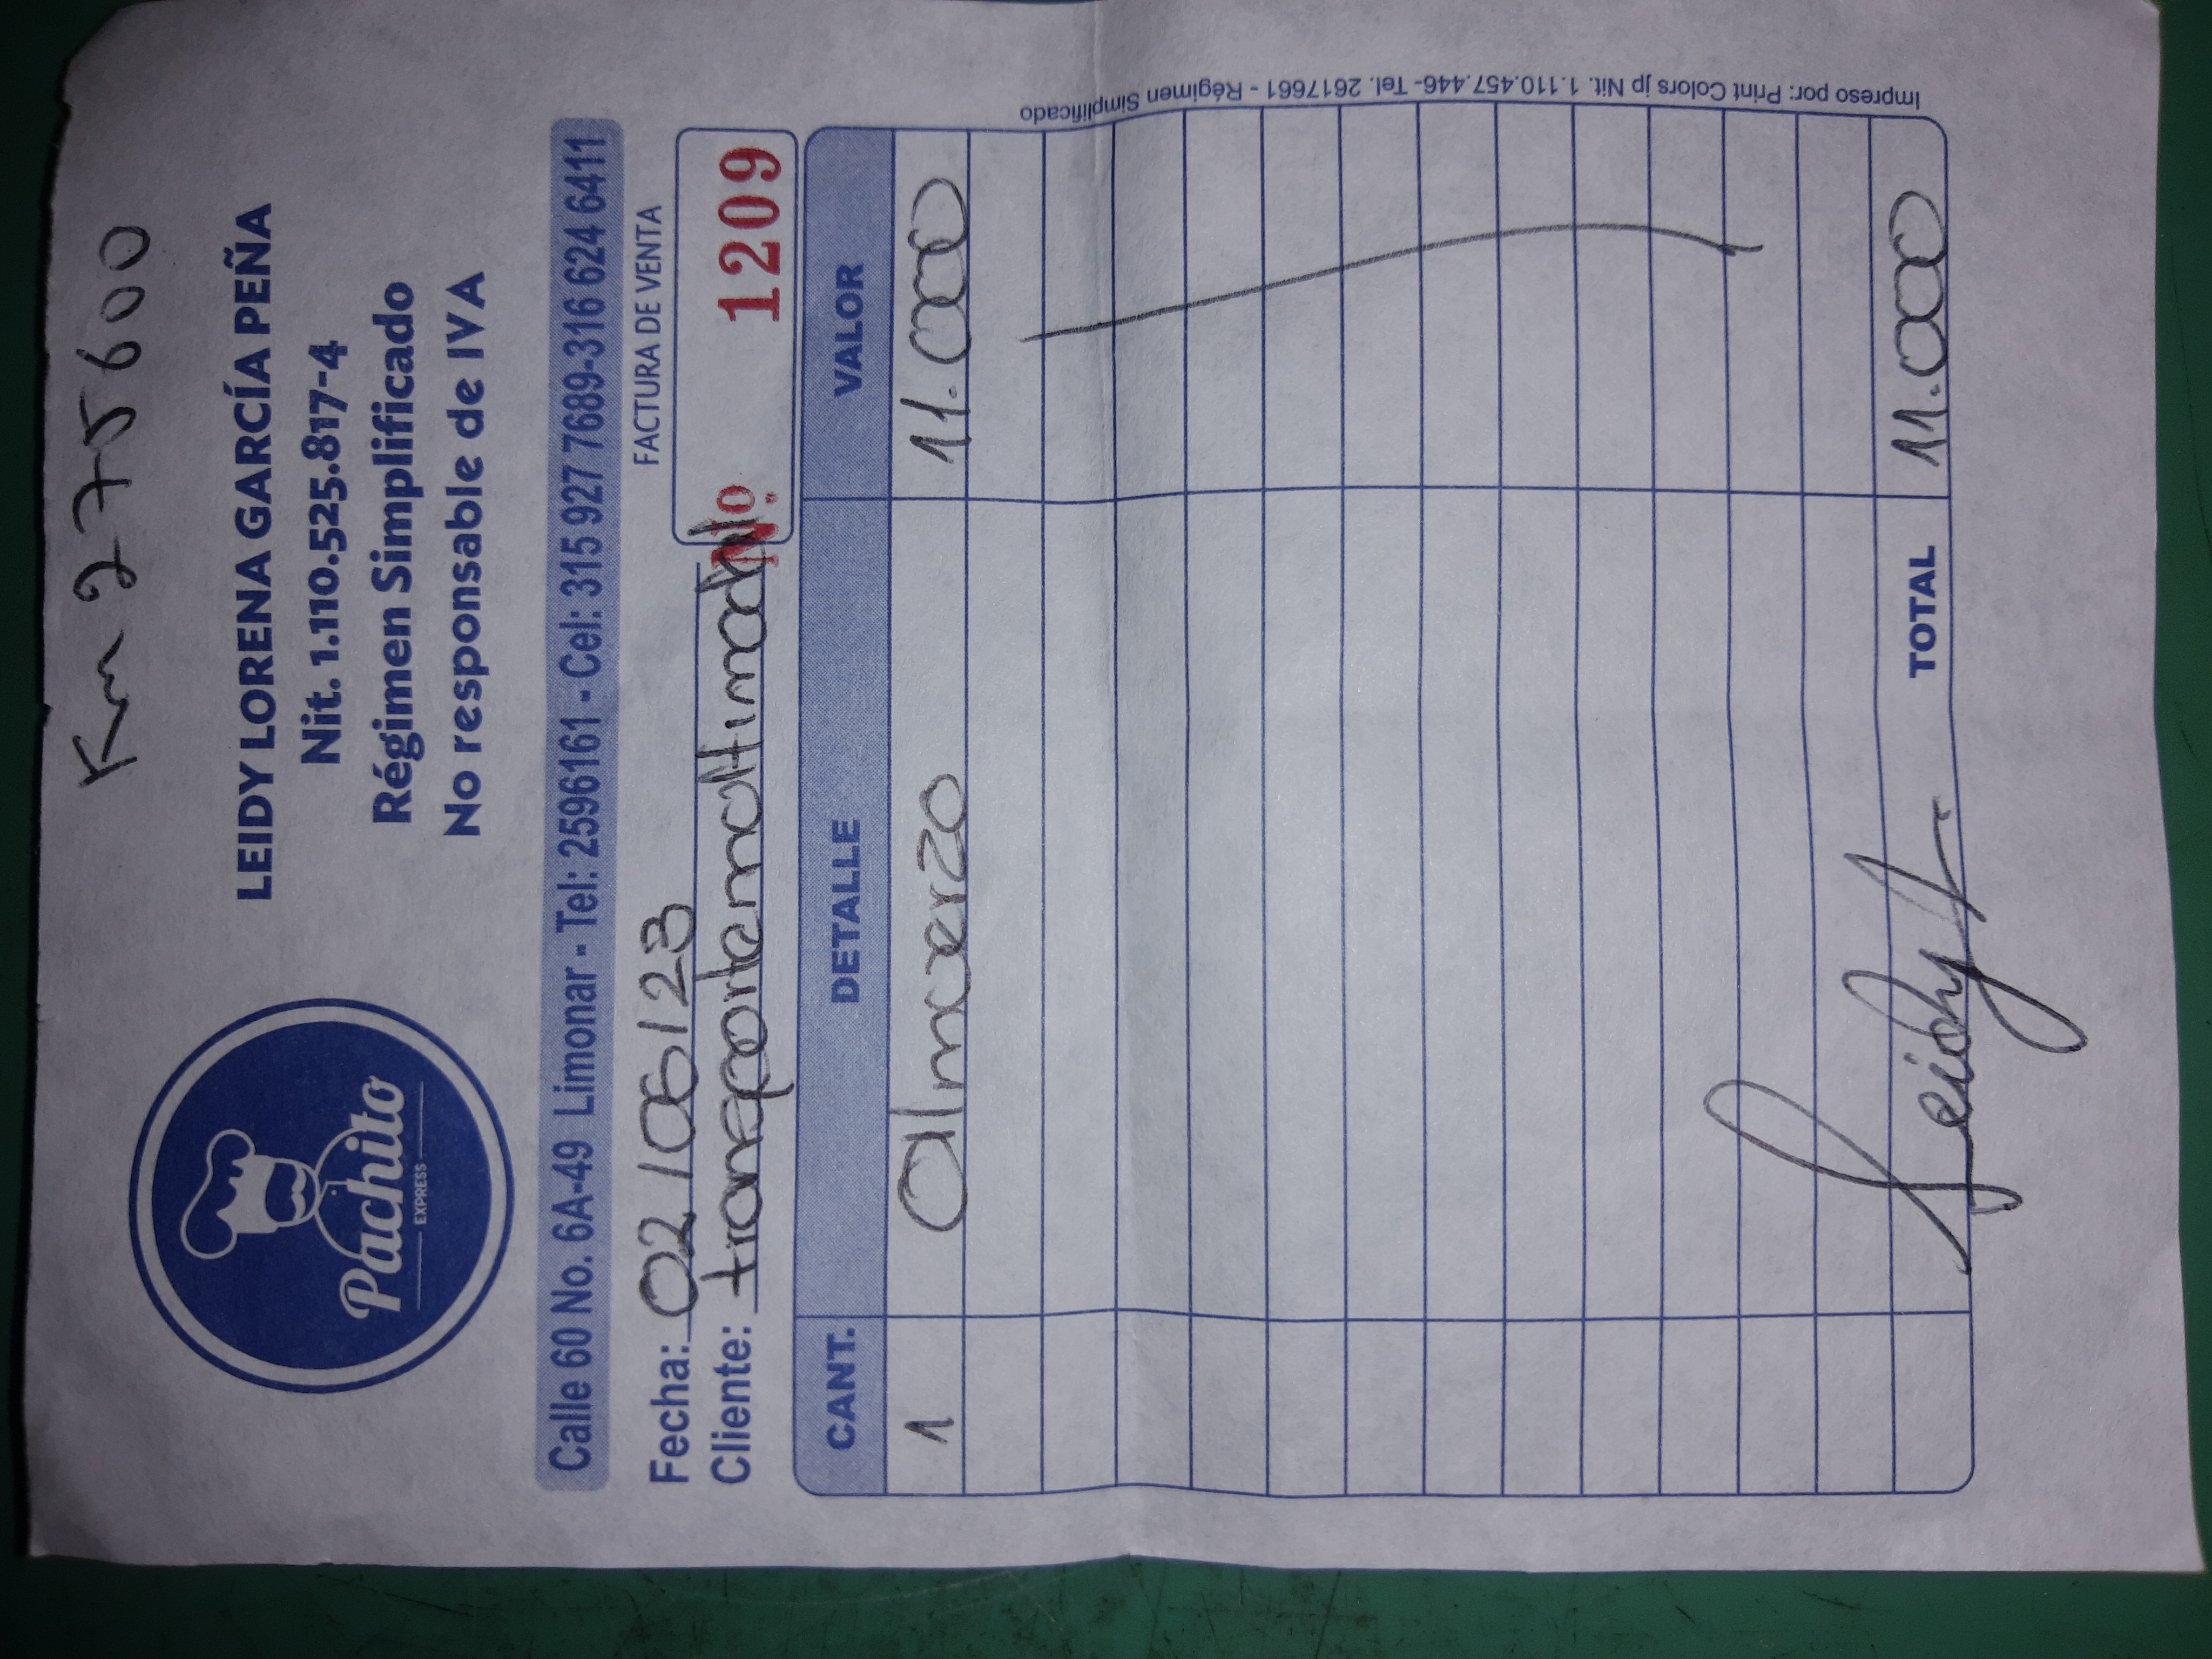 Km 275600
Pachito
EXPRESS
LEIDY LORENA GARCÍA PEÑA
Nit. 1.110.525.817-4
Régimen Simplificado
No responsable de IVA
Calle 60 No. 6A-49 Limonar - Tel: 2596161 - Cel: 315 927 7689-316 624 6411
FACTURA DE VENTA
Fecha: 02/06/23
Cliente:
No. 1209
CANT. DETALLE VALOR
1 Almuerzo 11.000
Leidy
TOTAL 11.000
Impreso por: Print Colors jp Nit. 1.110.457.446- Tel. 2617661 - Régimen Simplificado